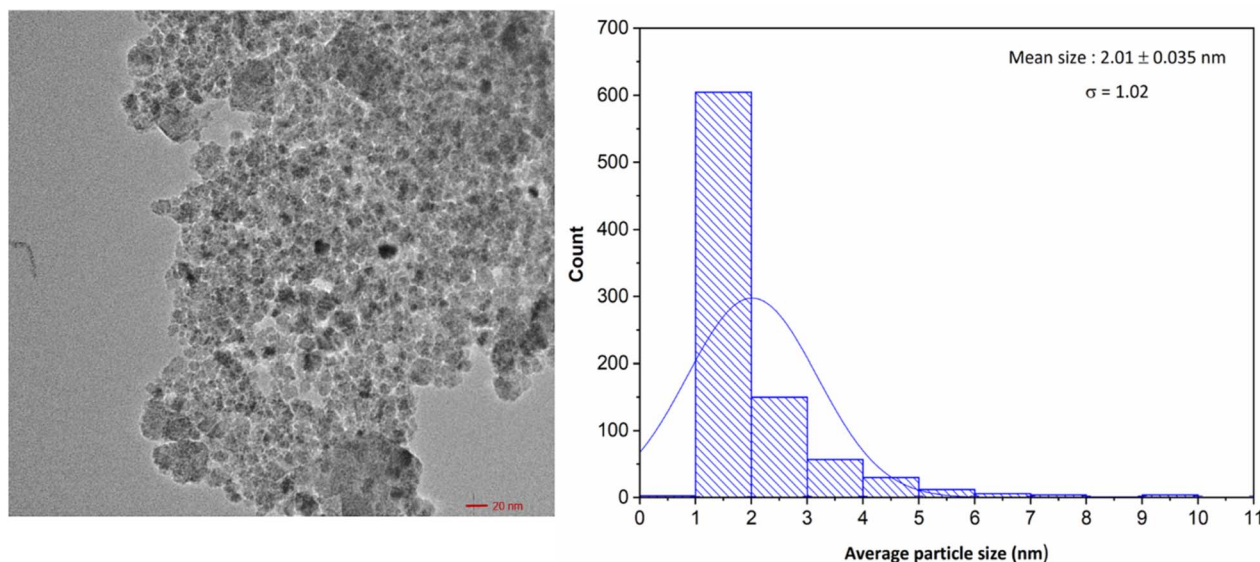 20 nm
700
600
500
400
300
200
100
0
Count
Mean size : 2.01 ± 0.035 nm
σ = 1.02
0 1 2 3 4 5 6 7 8 9 10 11
Average particle size (nm)